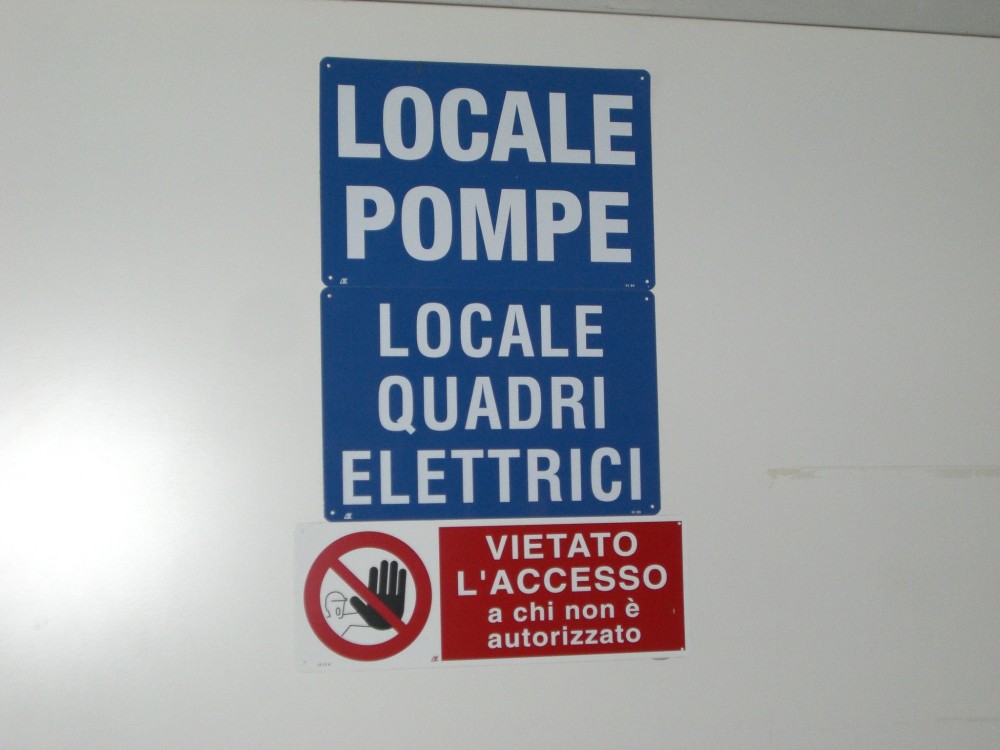 LOCALE
POMPE
LOCALE
QUADRI
ELETTRICI
VIETATO
L'ACCESSO
a chi non è
autorizzato